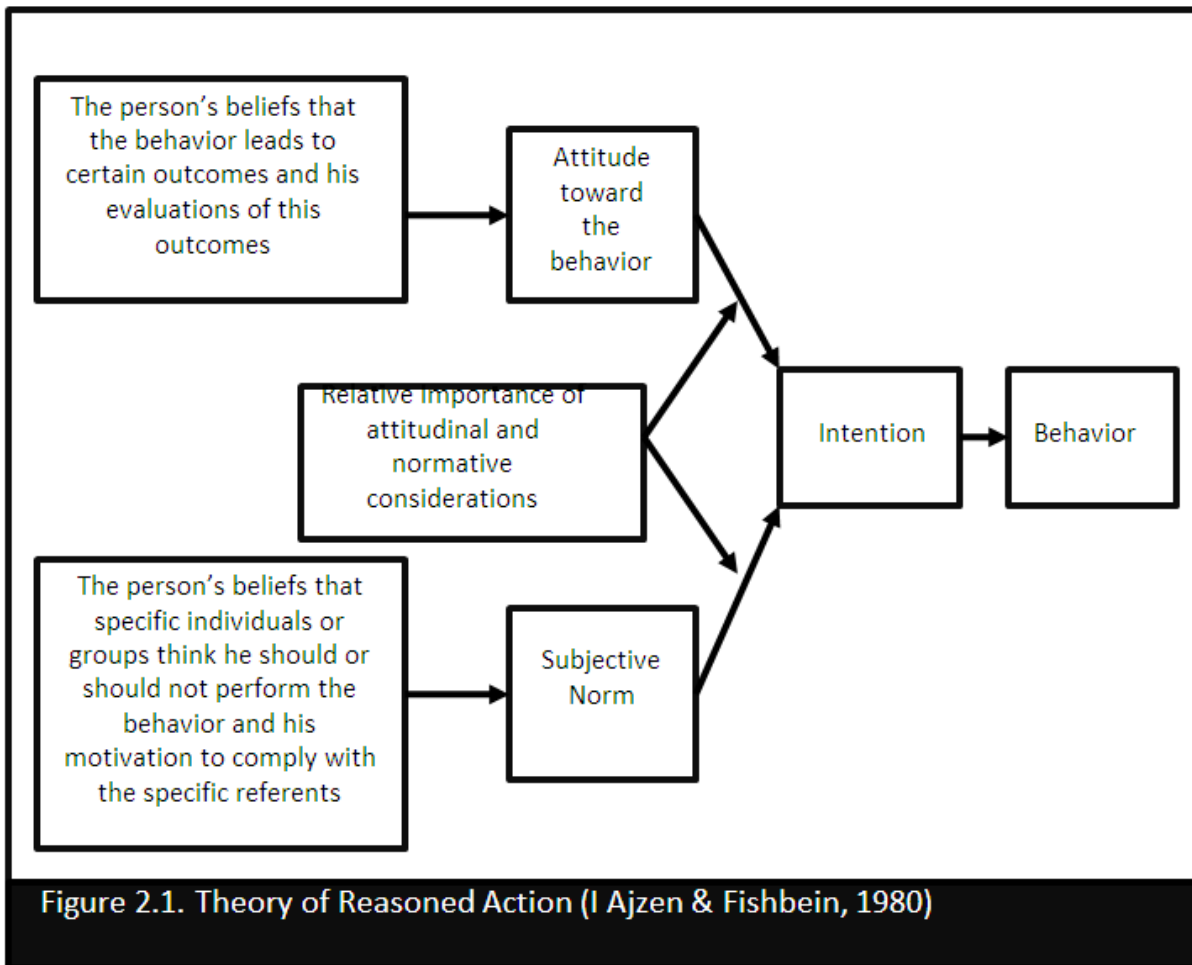 The person’s beliefs that
the behavior leads to
certain outcomes and his
evaluations of this
outcomes
Attitude
toward
the
behavior
Relative Importance of
attitudinal and
normative
considerations
Intention
Behavior
The person’s beliefs that
specific individuals or
groups think he should or
should not perform the
behavior and his
motivation to comply with
the specific referents
Subjective
Norm
Figure 2.1. Theory of Reasoned Action (I Ajzen & Fishbein, 1980)